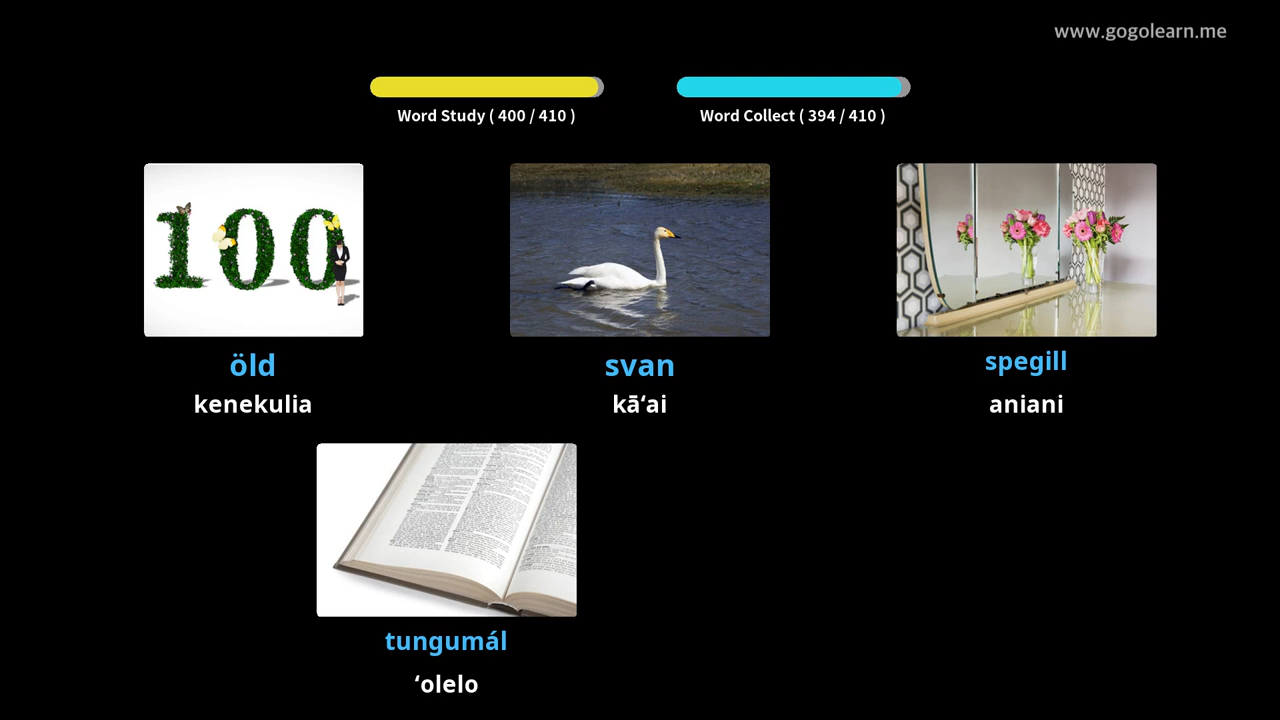 www.gogolearn.me
Word Study ( 400 / 410 )
Word Collect ( 394 / 410 )
100
öld
svan
spegill
kenekulia
kāʻai
aniani
tungumál
ʻolelo